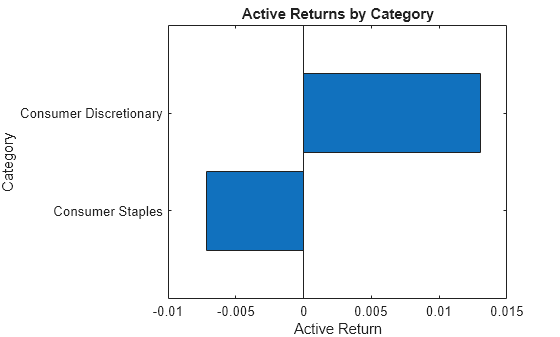 Active Returns by Category
Category
Consumer Discretionary
Consumer Staples
-0.01 -0.005 0 0.005 0.01 0.015
Active Return